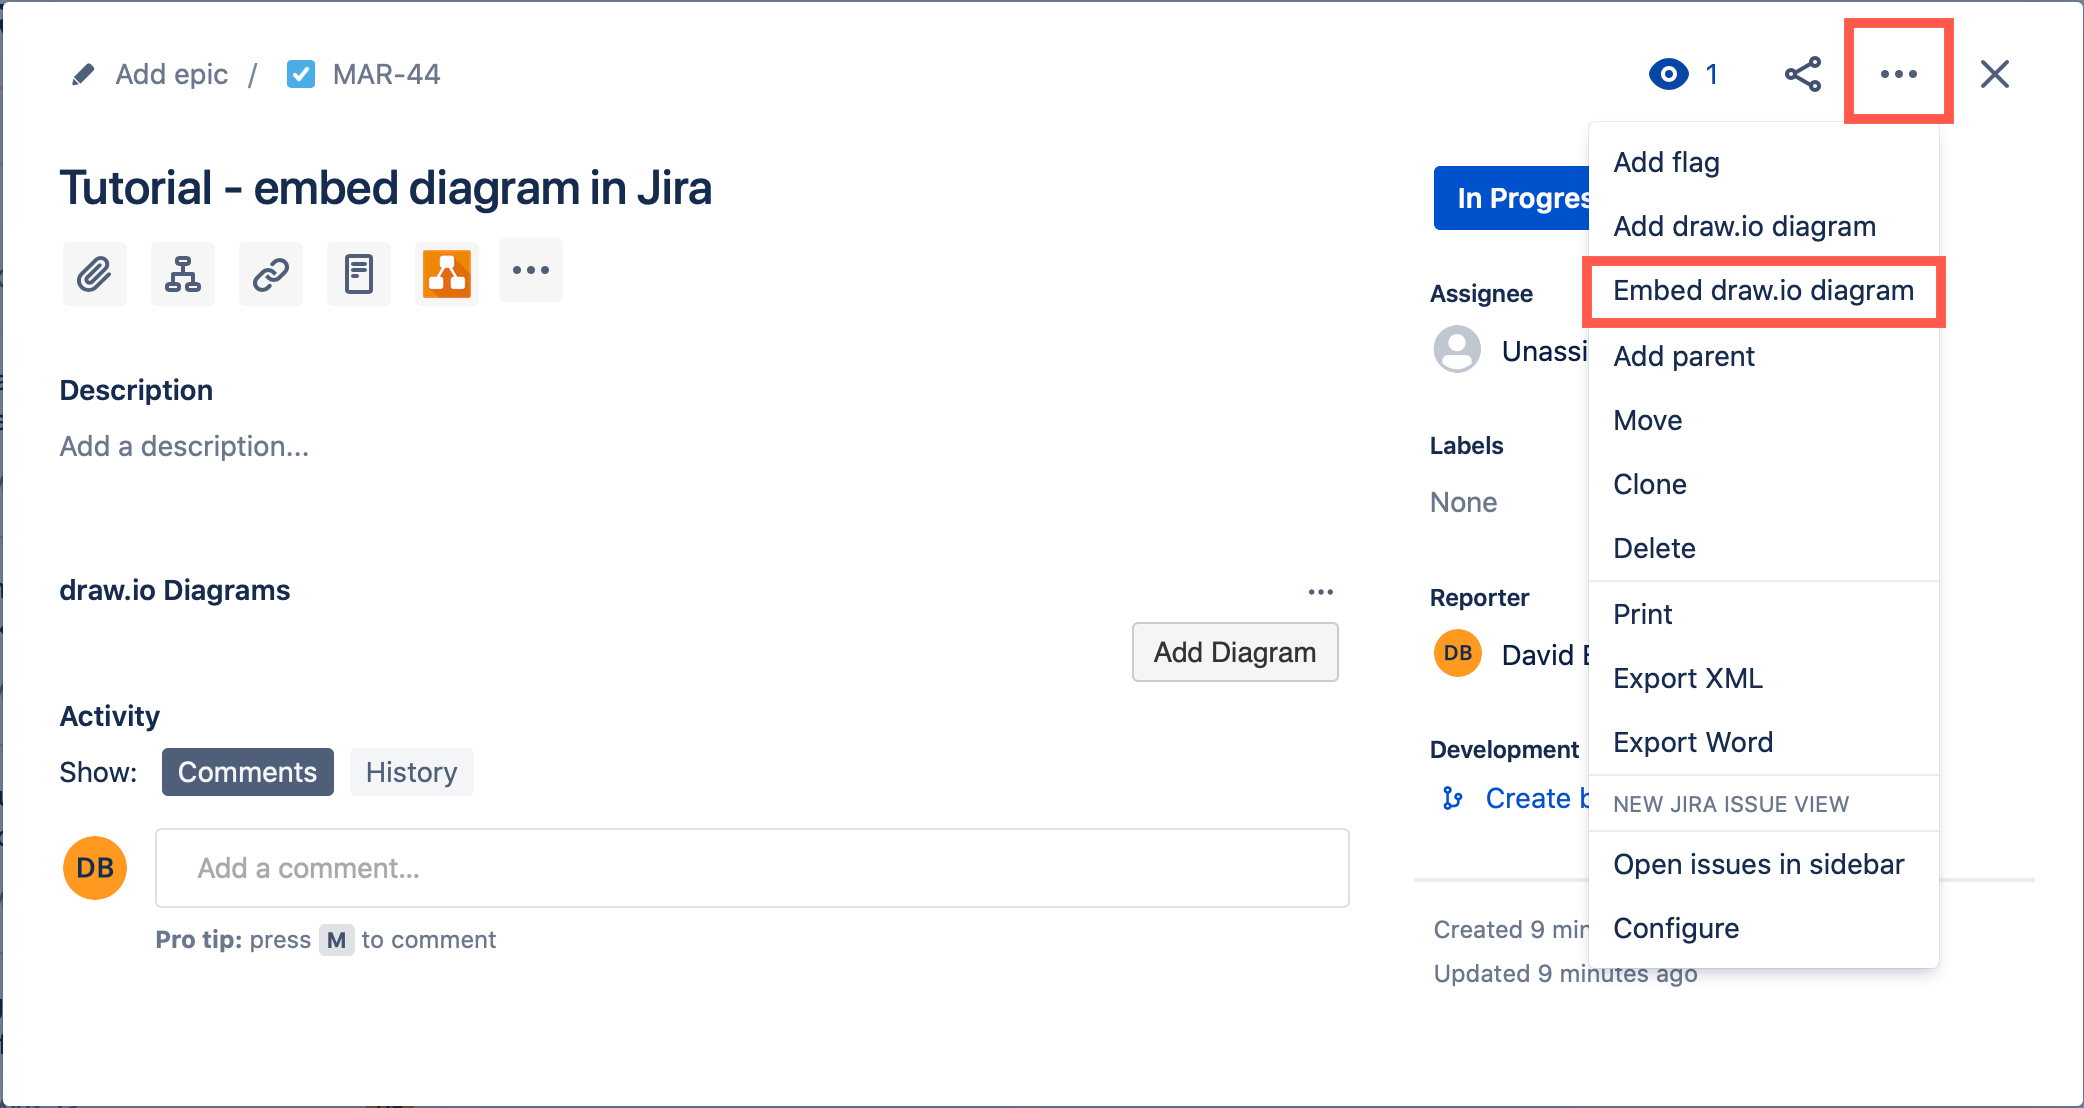 Add epic / MAR-44
1
Tutorial - embed diagram in Jira
Description
Add a description...
draw.io Diagrams
Add Diagram
Activity
Show: Comments History
DB
Add a comment...
Pro tip: press M to comment
In Progres
Assignee
Unassi
Labels
None
Reporter
DB David
Development
Create
Created 9 min
Updated 9 minutes ago
Add flag
Add draw.io diagram
Embed draw.io diagram
Add parent
Move
Clone
Delete
Print
Export XML
Export Word
NEW JIRA ISSUE VIEW
Open issues in sidebar
Configure